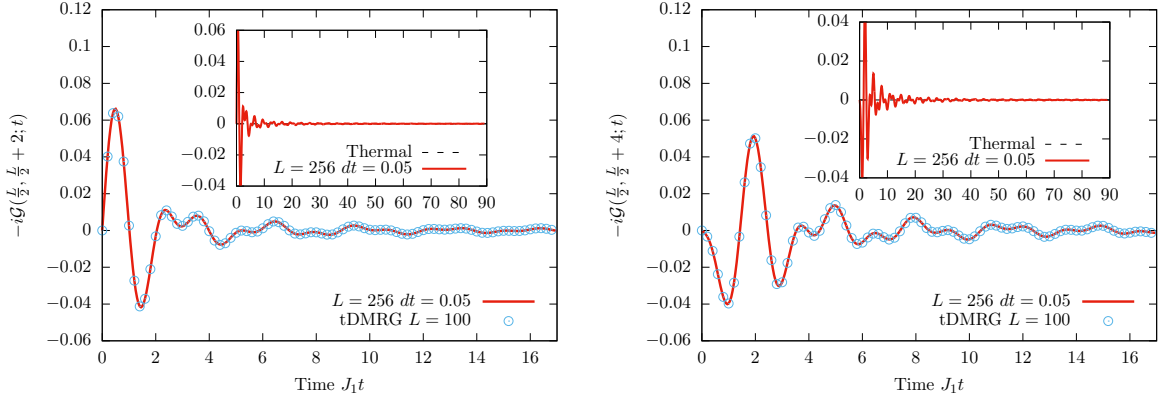 −i𝒢(L/2, L/2 + 2; t)
0.12
0.1
0.08
0.06
0.04
0.02
0
−0.02
−0.04
−0.06
0 2 4 6 8 10 12 14 16
Time J₁t
L = 256 dt = 0.05
tDMRG L = 100
0.06
0.04
0.02
0
−0.02
−0.04
0 10 20 30 40 50 60 70 80 90
Thermal
L = 256 dt = 0.05
−i𝒢(L/2, L/2 + 4; t)
0.12
0.1
0.08
0.06
0.04
0.02
0
−0.02
−0.04
−0.06
0 2 4 6 8 10 12 14 16
Time J₁t
L = 256 dt = 0.05
tDMRG L = 100
0.04
0.02
0
−0.02
−0.04
0 10 20 30 40 50 60 70 80 90
Thermal
L = 256 dt = 0.05